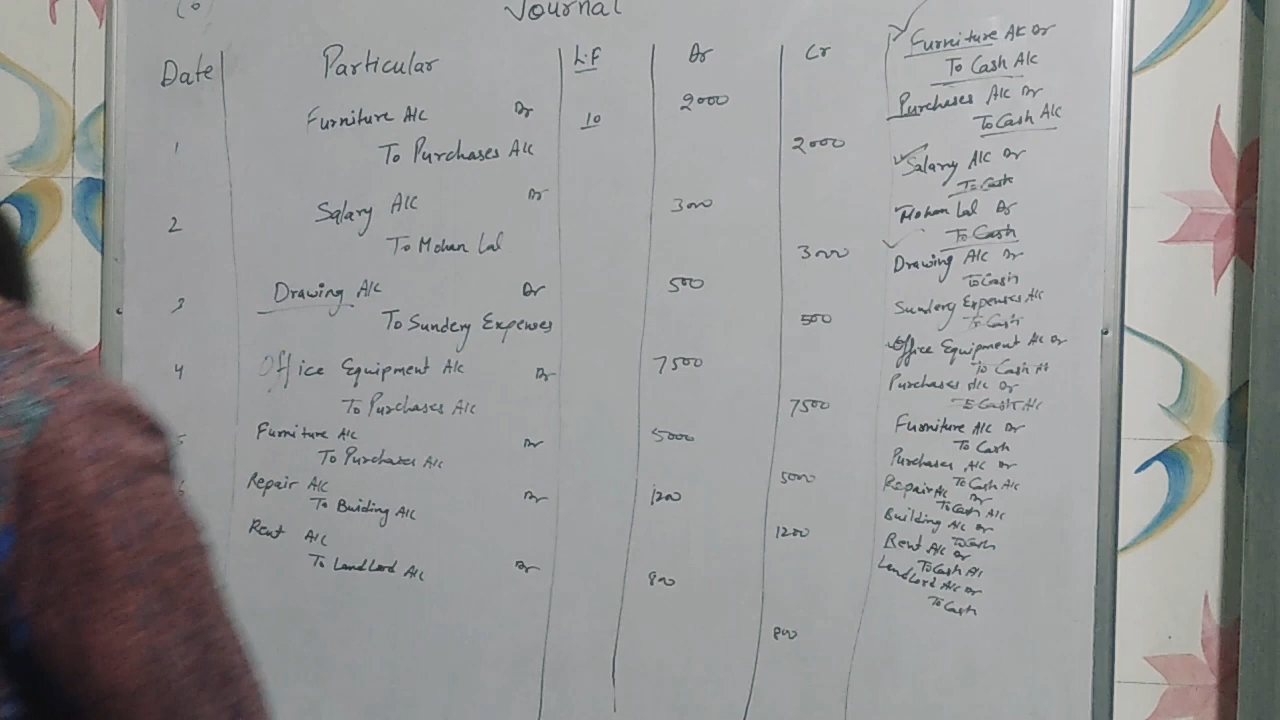 Journal
Date Particular L.F Dr Cr
1 Furniture A/c Dr 10 2000
To Purchases A/c 2000
2 Salary A/c Dr 3000
To Mohan Lal 3000
3 Drawing A/c Dr 500
To Sundery Expenses 500
4 Office Equipment A/c Dr 7500
To Purchases A/c 7500
5 Furniture A/c Dr 5000
To Purchases A/c 5000
6 Repair A/c Dr 1200
To Buiding A/c 1200
Rent A/c Dr 800
To Landlord A/c 800
Furniture A/c Dr
To Cash A/c
Purchases A/c Dr
To Cash A/c
Salary A/c Dr
To Cash
Mohan Lal Dr
To Cash
Drawing A/c Dr
To Cash
Sundery Expenses A/c
To Cash
Office Equipment A/c Dr
To Cash A/c
Purchases A/c Dr
To Cash A/c
Furniture A/c Dr
To Cash
Purchases A/c Dr
To Cash A/c
Repair A/c Dr
To Cash A/c
Building A/c Dr
To Cash
Rent A/c Dr
To Cash A/c
Landlord A/c Dr
To Cash